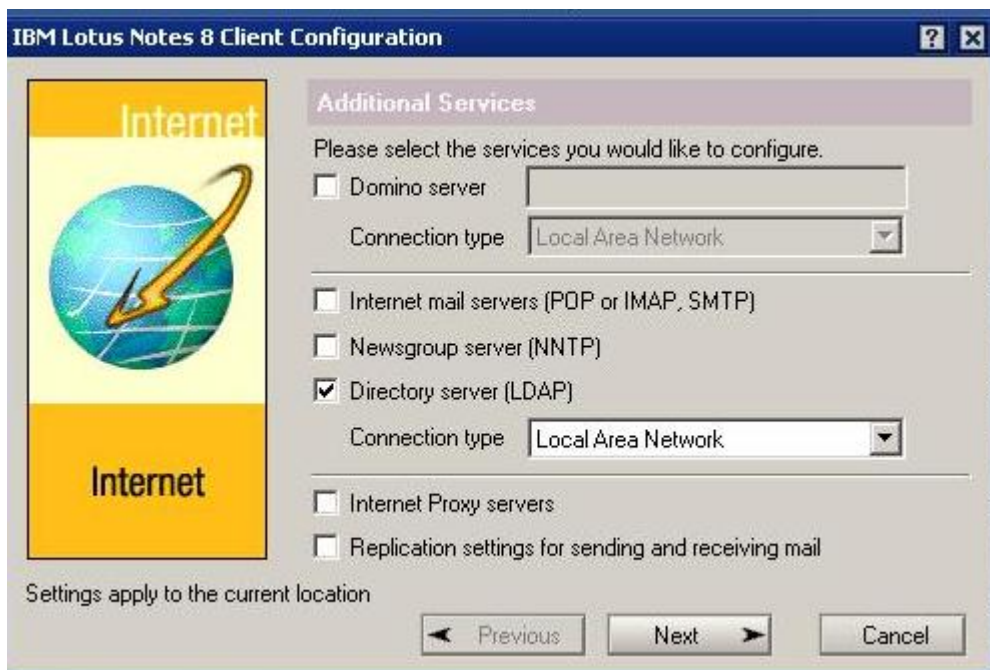 IBM Lotus Notes 8 Client Configuration
Internet
Internet
Additional Services
Please select the services you would like to configure.
Domino server
Connection type Local Area Network
Internet mail servers (POP or IMAP, SMTP)
Newsgroup server (NNTP)
Directory server (LDAP)
Connection type Local Area Network
Internet Proxy servers
Replication settings for sending and receiving mail
Settings apply to the current location
Previous Next Cancel